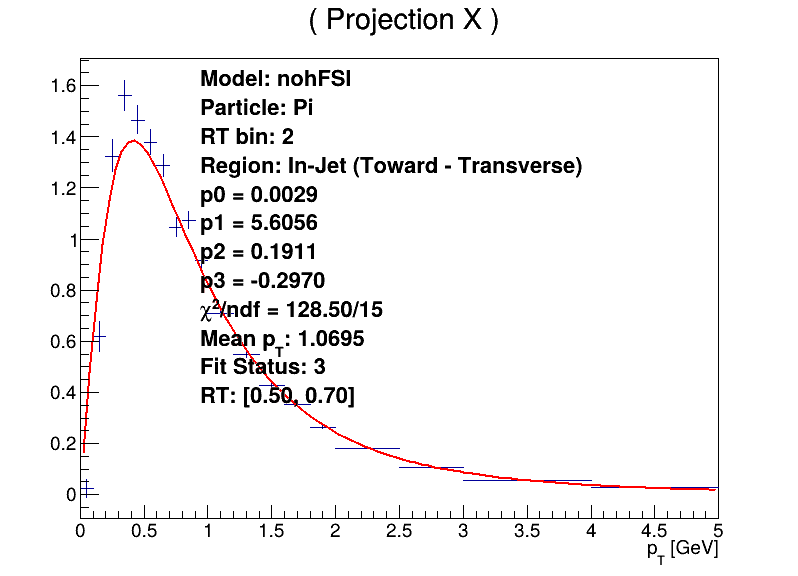 ( Projection X )
Model: nohFSI
Particle: Pi
RT bin: 2
Region: In-Jet (Toward - Transverse)
p0 = 0.0029
p1 = 5.6056
p2 = 0.1911
p3 = -0.2970
χ²/ndf = 128.50/15
Mean p_T: 1.0695
Fit Status: 3
RT: [0.50, 0.70]
1.6
1.4
1.2
1
0.8
0.6
0.4
0.2
0
0 0.5 1 1.5 2 2.5 3 3.5 4 4.5 5
p_T [GeV]